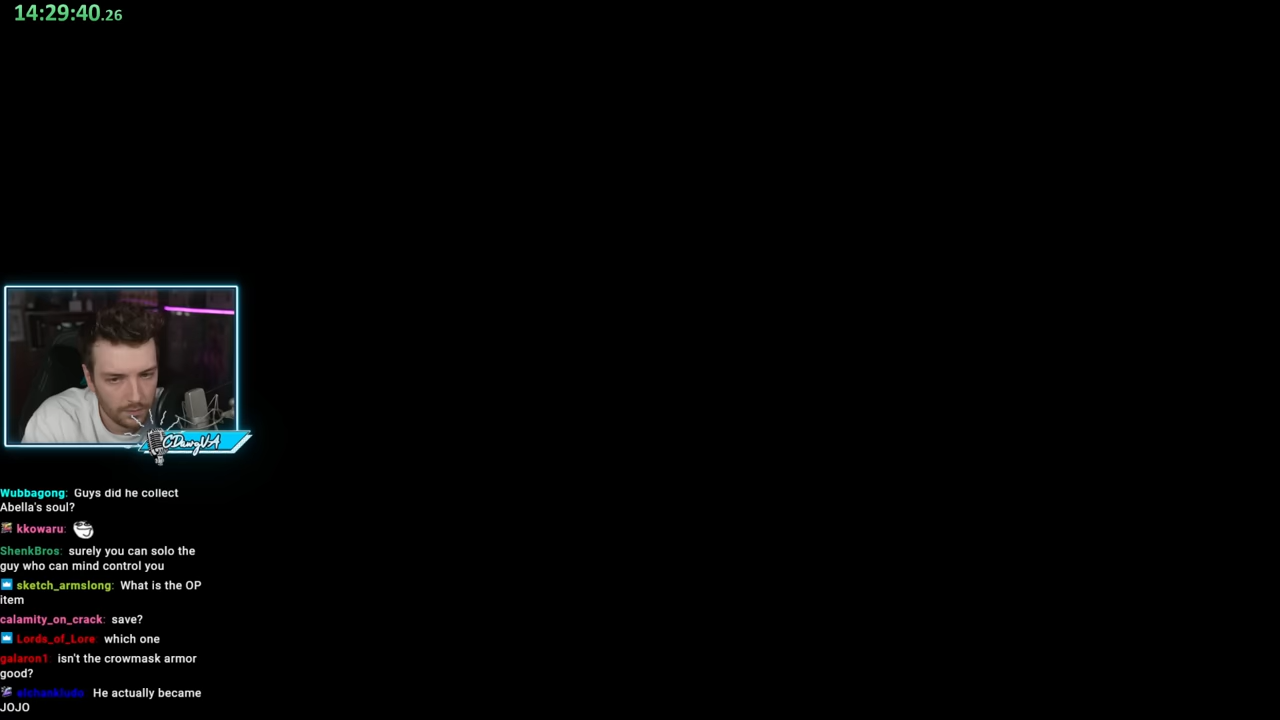 14:29:40.26
CDawgVA
Wubbagong: Guys did he collect
Abella's soul?
kkowaru:
ShenkBros: surely you can solo the
guy who can mind control you
sketch_armslong: What is the OP
item
calamity_on_crack: save?
Lords_of_Lore: which one
galaron1: isn't the crowmask armor
good?
He actually became
JOJO